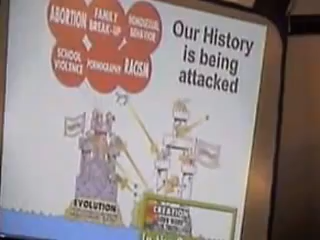 ABORTION
FAMILY
BREAK-UP
HOMOSEXUAL
BEHAVIOR
SCHOOL
VIOLENCE
PORNOGRAPHY
RACISM
Our History
is being
attacked
EVOLUTION
CREATION